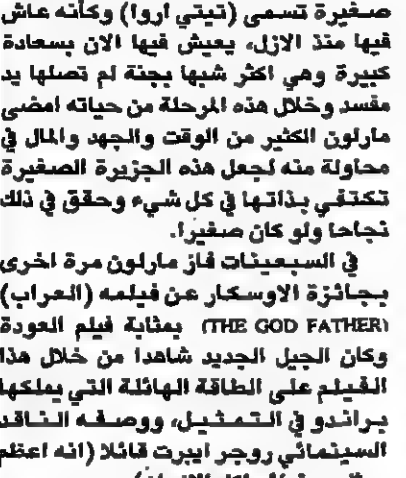 صغيرة تسمى (تيتي اروا) وكأنه عاش
فيها منذ الازل، يعيش فيها الان بسعادة
كبيرة وهي اكثر شبها بجنة لم تصلها يد
مفسد وخلال هذه المرحلة من حياته امضى
مارلون الكثير من الوقت والجهد والمال في
محاولة منه لجعل هذه الجزيرة الصغيرة
تكتفي بذاتها في كل شيء وحقق في ذلك
نجاحا ولو كان صغيرا.
في السبعينات فاز مارلون مرة اخرى
بجائزة الاوسكار عن فيلمه (العراب)
(THE GOD FATHER) بمثابة فيلم العودة
وكان الجيل الجديد شاهدا من خلال هذا
الفيلم على الطاقة الهائلة التي يملكها
براندو في التمثيل، ووصفه الناقد
السينمائي روجر ايبرت قائلا (انه اعظم